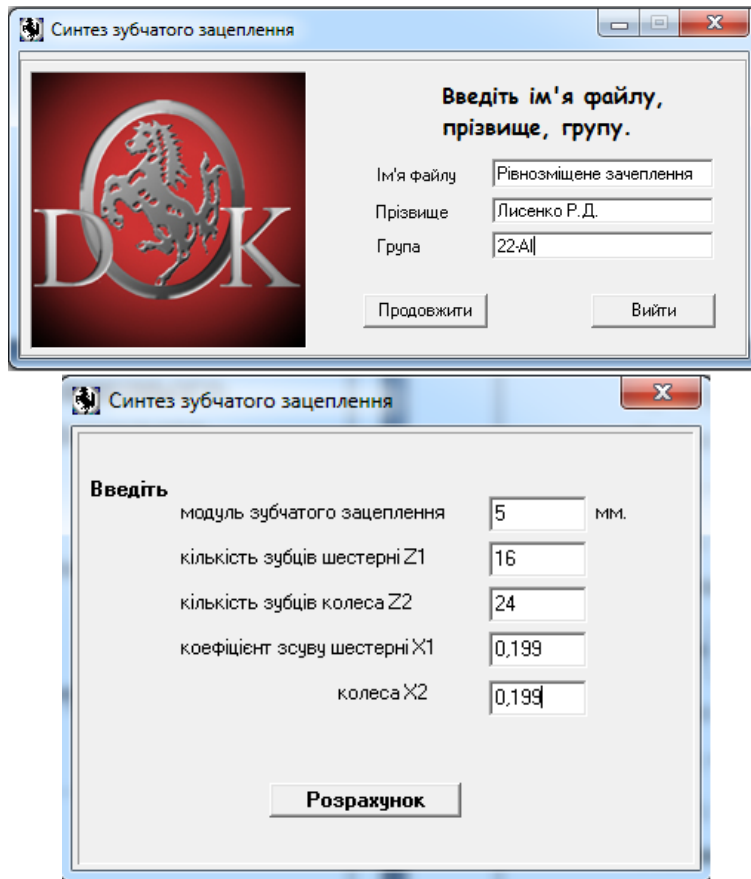 Синтез зубчатого зацеплення
Введіть ім'я файлу,
прізвище, групу.
Ім'я файлу Рівнозміщене зачеплення
Прізвище Лисенко Р.Д.
Група 22-АІ
Продовжити Вийти
DOK
Синтез зубчатого зацеплення
Введіть
модуль зубчатого зацеплення 5 мм.
кількість зубців шестерні Z1 16
кількість зубців колеса Z2 24
коефіцієнт зсуву шестерні X1 0,199
колеса X2 0,199
Розрахунок